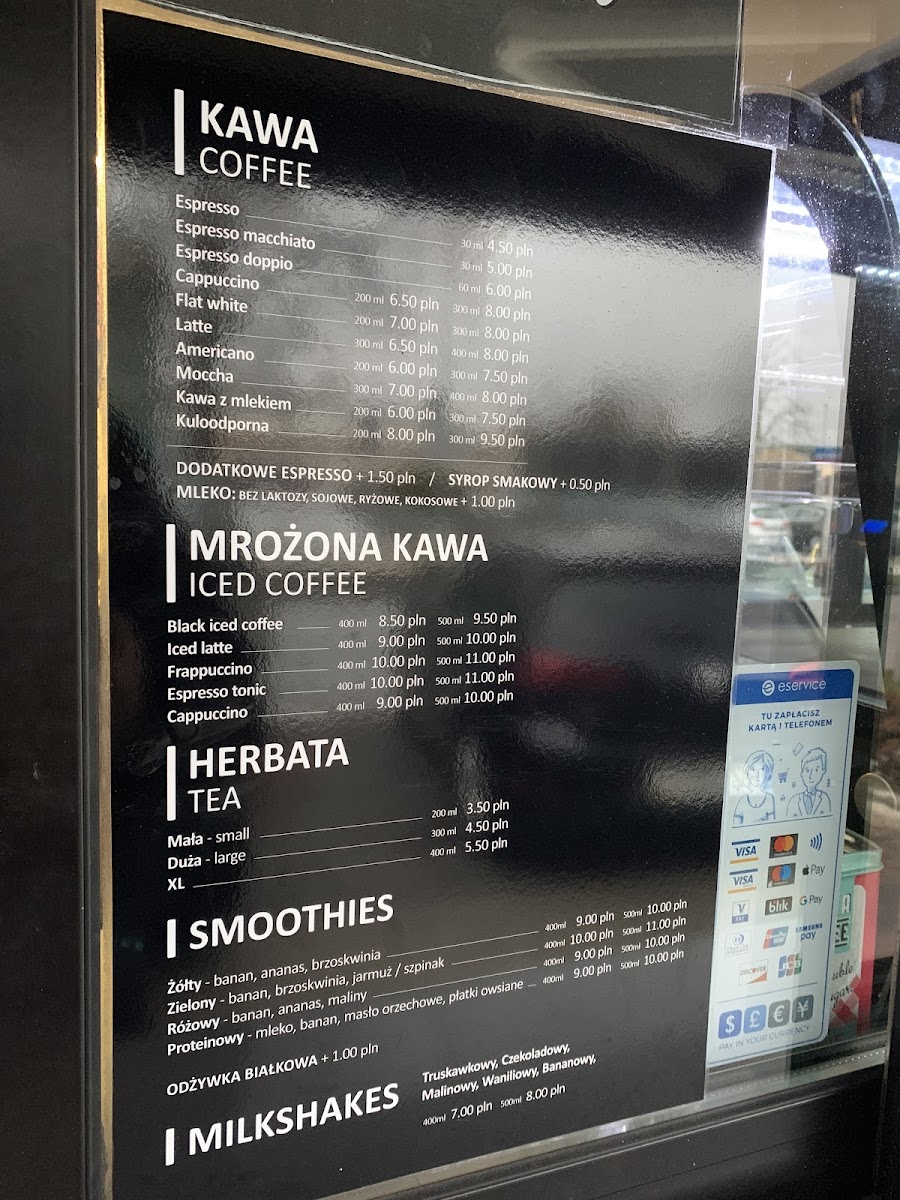 KAWA
COFFEE
Espresso 30 ml 4.50 pln
Espresso macchiato 30 ml 5.00 pln
Espresso doppio 60 ml 6.00 pln
Cappuccino 200 ml 6.50 pln 300 ml 8.00 pln
Flat white 200 ml 7.00 pln 300 ml 8.00 pln
Latte 300 ml 6.50 pln 400 ml 8.00 pln
Americano 200 ml 6.00 pln 300 ml 7.50 pln
Moccha 300 ml 7.00 pln 400 ml 8.00 pln
Kawa z mlekiem 200 ml 6.00 pln 300 ml 7.50 pln
Kuloodporna 200 ml 8.00 pln 300 ml 9.50 pln
DODATKOWE ESPRESSO + 1.50 pln / SYROP SMAKOWY + 0.50 pln
MLEKO: BEZ LAKTOZY, SOJOWE, RYŻOWE, KOKOSOWE + 1.00 pln
MROŻONA KAWA
ICED COFFEE
Black iced coffee 400 ml 8.50 pln 500 ml 9.50 pln
Iced latte 400 ml 9.00 pln 500 ml 10.00 pln
Frappuccino 400 ml 10.00 pln 500 ml 11.00 pln
Espresso tonic 400 ml 10.00 pln 500 ml 11.00 pln
Cappuccino 400 ml 9.00 pln 500 ml 10.00 pln
HERBATA
TEA
Mała - small 200 ml 3.50 pln
Duża - large 300 ml 4.50 pln
XL 400 ml 5.50 pln
SMOOTHIES
Żółty - banan, ananas, brzoskwinia 400ml 9.00 pln 500ml 10.00 pln
Zielony - banan, brzoskwinia, jarmuż / szpinak 400ml 10.00 pln 500ml 11.00 pln
Różowy - banan, ananas, maliny 400ml 9.00 pln 500ml 10.00 pln
Proteinowy - mleko, banan, masło orzechowe, płatki owsiane 400ml 9.00 pln 500ml 10.00 pln
ODŻYWKA BIAŁKOWA + 1.00 pln
MILKSHAKES
Truskawkowy, Czekoladowy,
Malinowy, Waniliowy, Bananowy,
400ml 7.00 pln 500ml 8.00 pln
eservice
TU ZAPŁACISZ
KARTĄ I TELEFONEM
VISA
VISA
Pay
V PAY
blik
G Pay
SAMSUNG pay
DISCOVER
JCB
$ £ € ¥
PAY IN YOUR CURRENCY